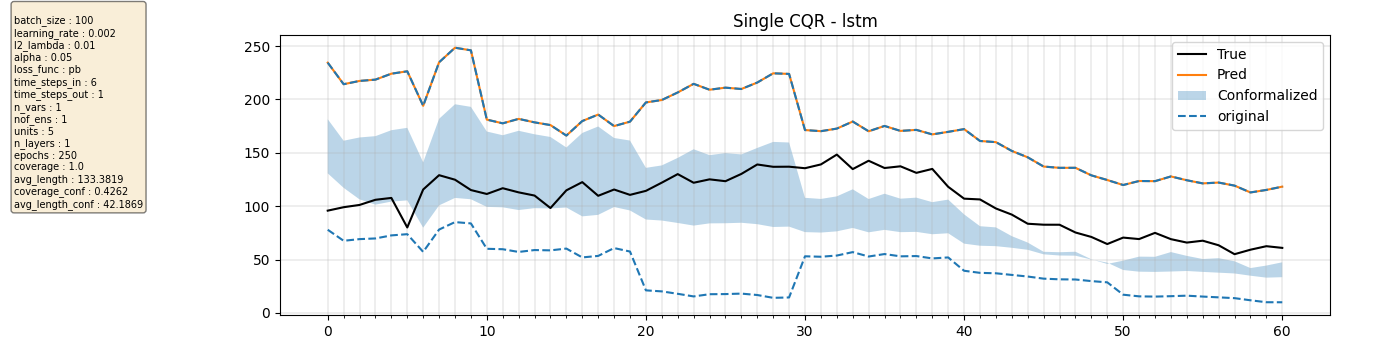 batch_size : 100
learning_rate : 0.002
l2_lambda : 0.01
alpha : 0.05
loss_func : pb
time_steps_in : 6
time_steps_out : 1
n_vars : 1
nof_ens : 1
units : 5
n_layers : 1
epochs : 250
coverage : 1.0
avg_length : 133.3819
coverage_conf : 0.4262
avg_length_conf : 42.1869
Single CQR - lstm
250
200
150
100
50
0
True
Pred
Conformalized
original
0 10 20 30 40 50 60